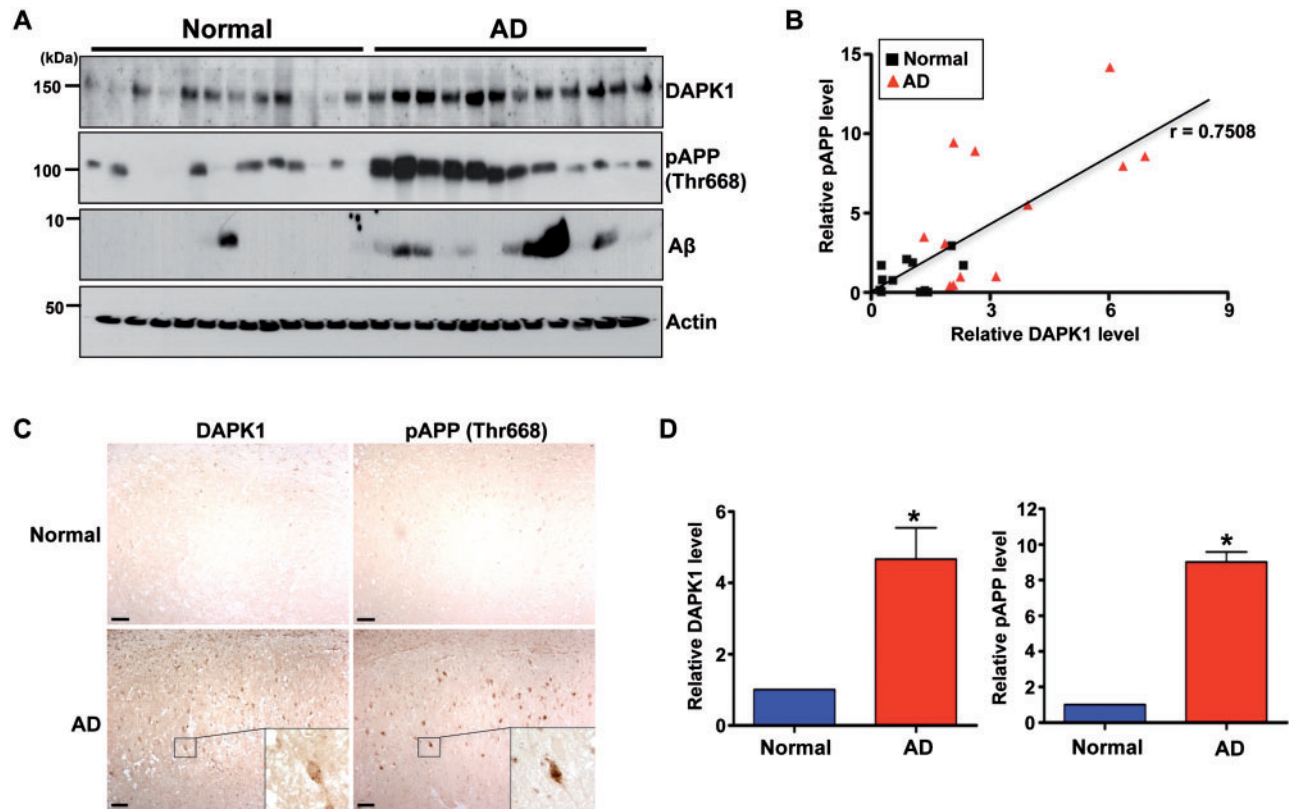 A
Normal
AD
(kDa)
150
DAPK1
100
pAPP
(Thr668)
10
Aβ
50
Actin
B
Normal
AD
15
10
5
0
Relative pAPP level
r = 0.7508
0 3 6 9
Relative DAPK1 level
C
DAPK1
pAPP (Thr668)
Normal
AD
D
6
4
2
0
Relative DAPK1 level
*
Normal
AD
12
10
8
6
4
2
0
Relative pAPP level
*
Normal
AD